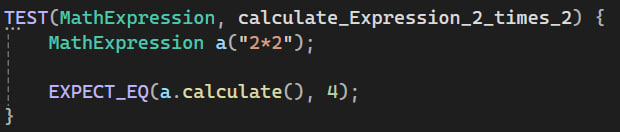 TEST(MathExpression, calculate_Expression_2_times_2) {
    MathExpression a("2*2");
    EXPECT_EQ(a.calculate(), 4);
}